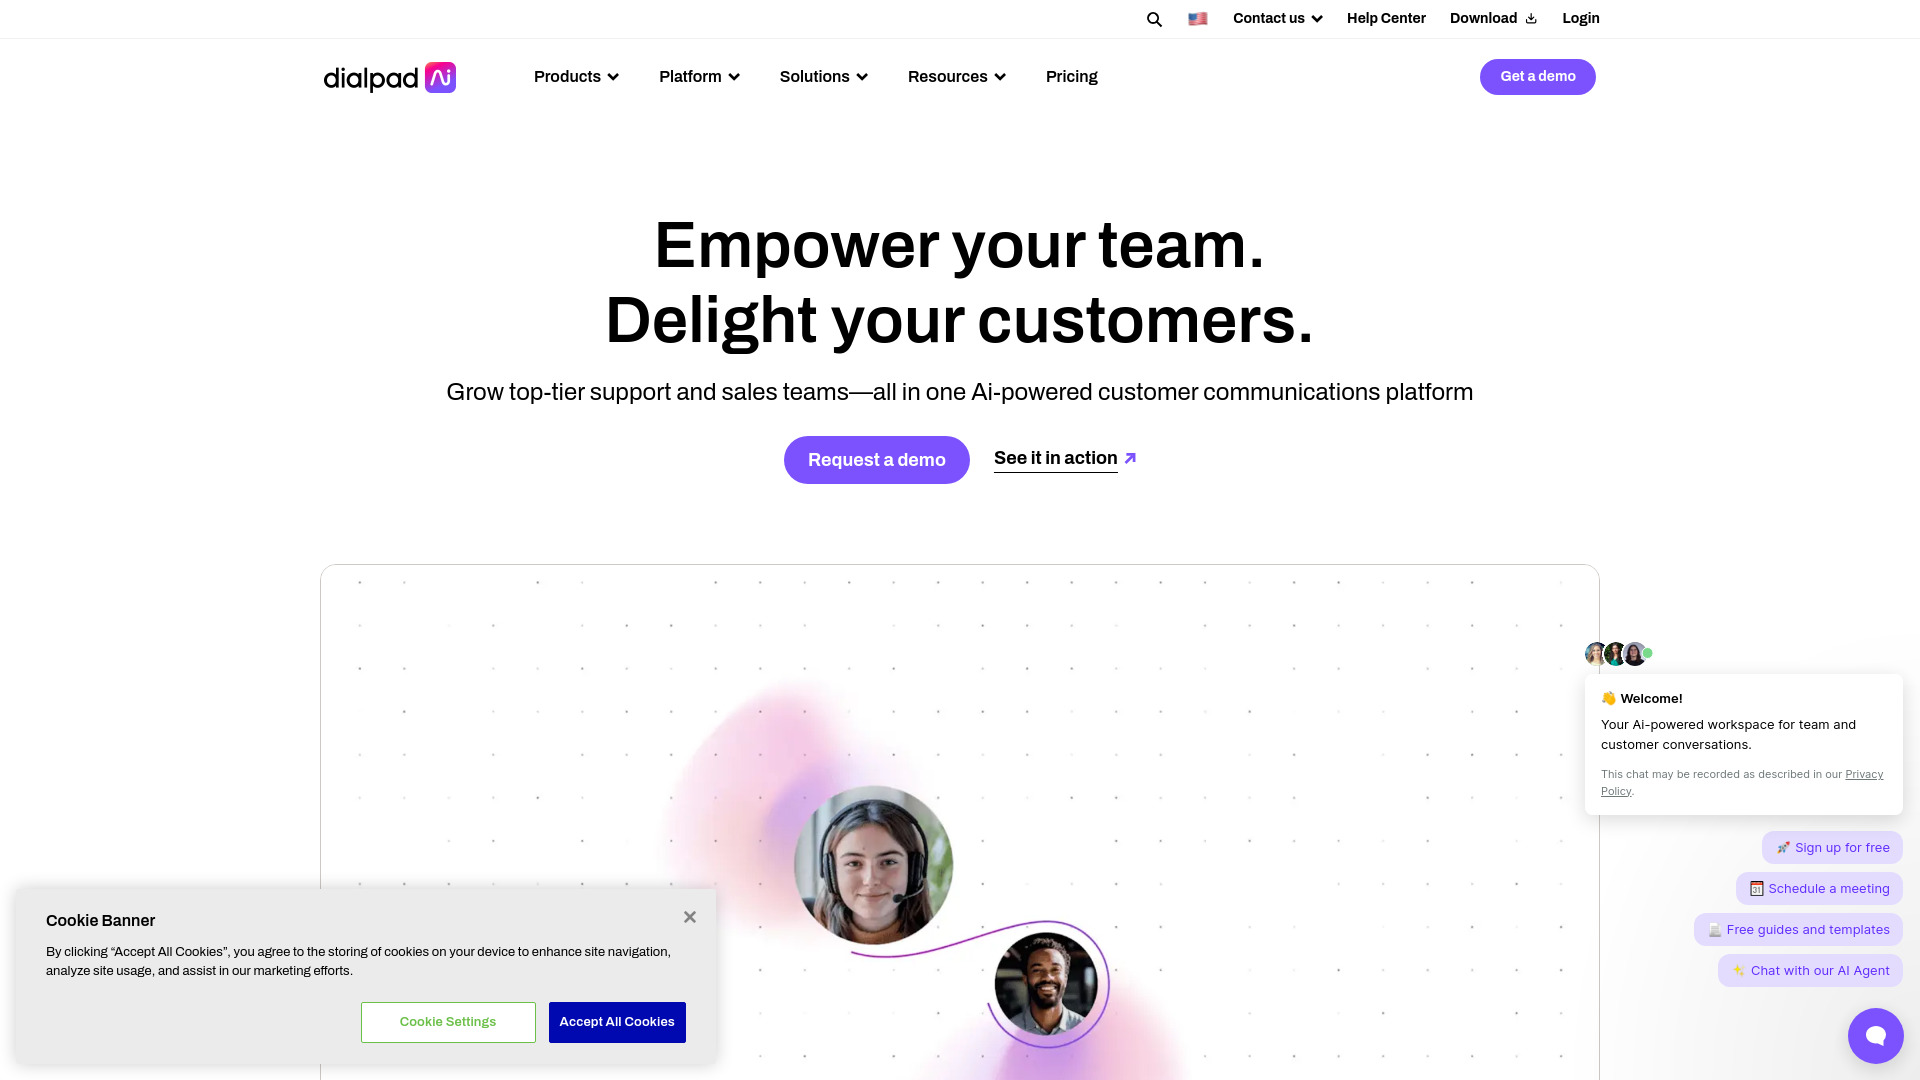 Contact us
Help Center
Download
Login
dialpad Ai
Products
Platform
Solutions
Resources
Pricing
Get a demo
Empower your team.
Delight your customers.
Grow top-tier support and sales teams—all in one Ai-powered customer communications platform
Request a demo
See it in action
👋 Welcome!
Your Ai-powered workspace for team and
customer conversations.
This chat may be recorded as described in our Privacy
Policy.
🚀 Sign up for free
📅 Schedule a meeting
📃 Free guides and templates
✨ Chat with our AI Agent
Cookie Banner
By clicking “Accept All Cookies”, you agree to the storing of cookies on your device to enhance site navigation,
analyze site usage, and assist in our marketing efforts.
Cookie Settings
Accept All Cookies